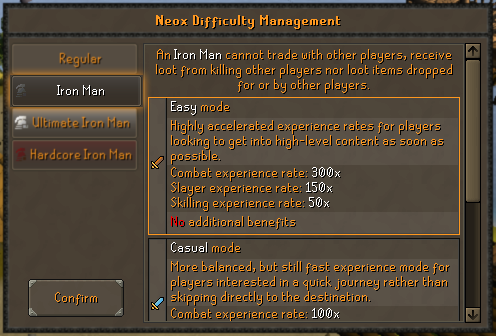 Neox Difficulty Management
Regular
Iron Man
Ultimate Iron Man
Hardcore Iron Man
Confirm
An Iron Man cannot trade with other players, receive
loot from killing other players nor loot items dropped
for or by other players.
Easy mode
Highly accelerated experience rates for players
looking to get into high-level content as soon as
possible.
Combat experience rate: 300x
Slayer experience rate: 150x
Skilling experience rate: 50x
No additional benefits
Casual mode
More balanced, but still fast experience mode for
players interested in a quick journey rather than
skipping directly to the destination.
Combat experience rate: 100x